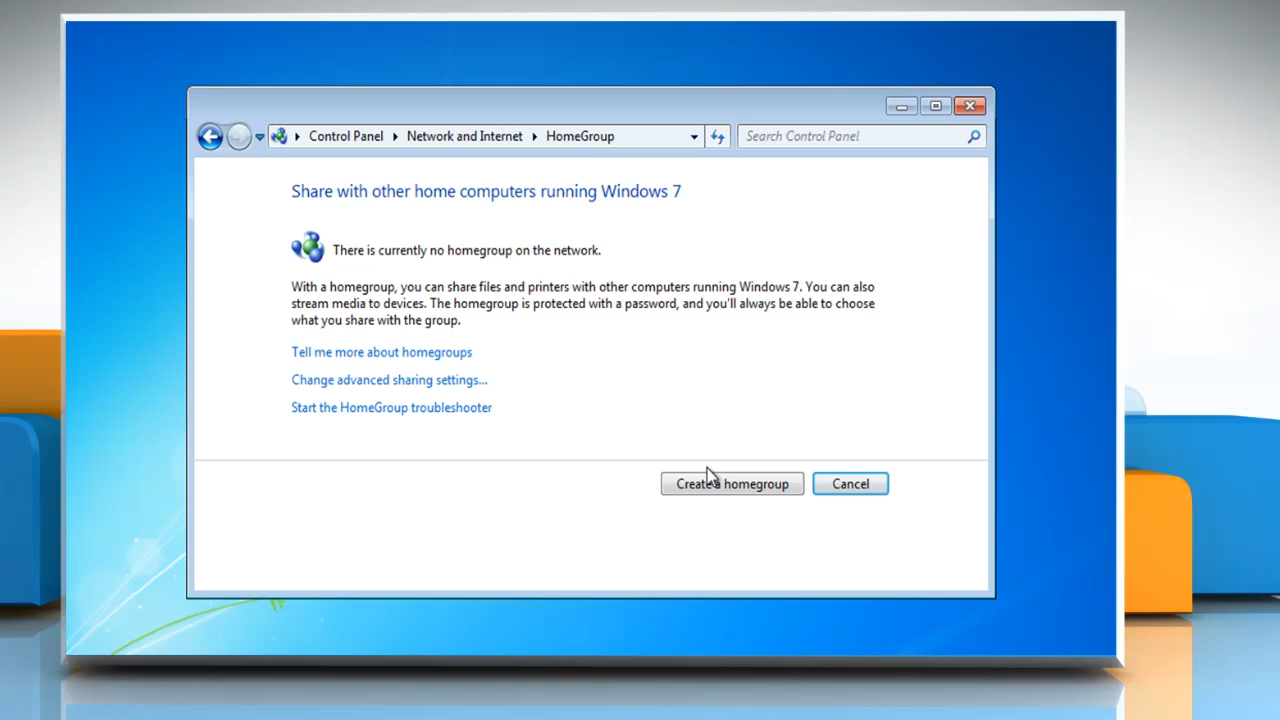 Control Panel Network and Internet HomeGroup Search Control Panel
Share with other home computers running Windows 7
There is currently no homegroup on the network.
With a homegroup, you can share files and printers with other computers running Windows 7. You can also
stream media to devices. The homegroup is protected with a password, and you'll always be able to choose
what you share with the group.
Tell me more about homegroups
Change advanced sharing settings...
Start the HomeGroup troubleshooter
Create a homegroup Cancel